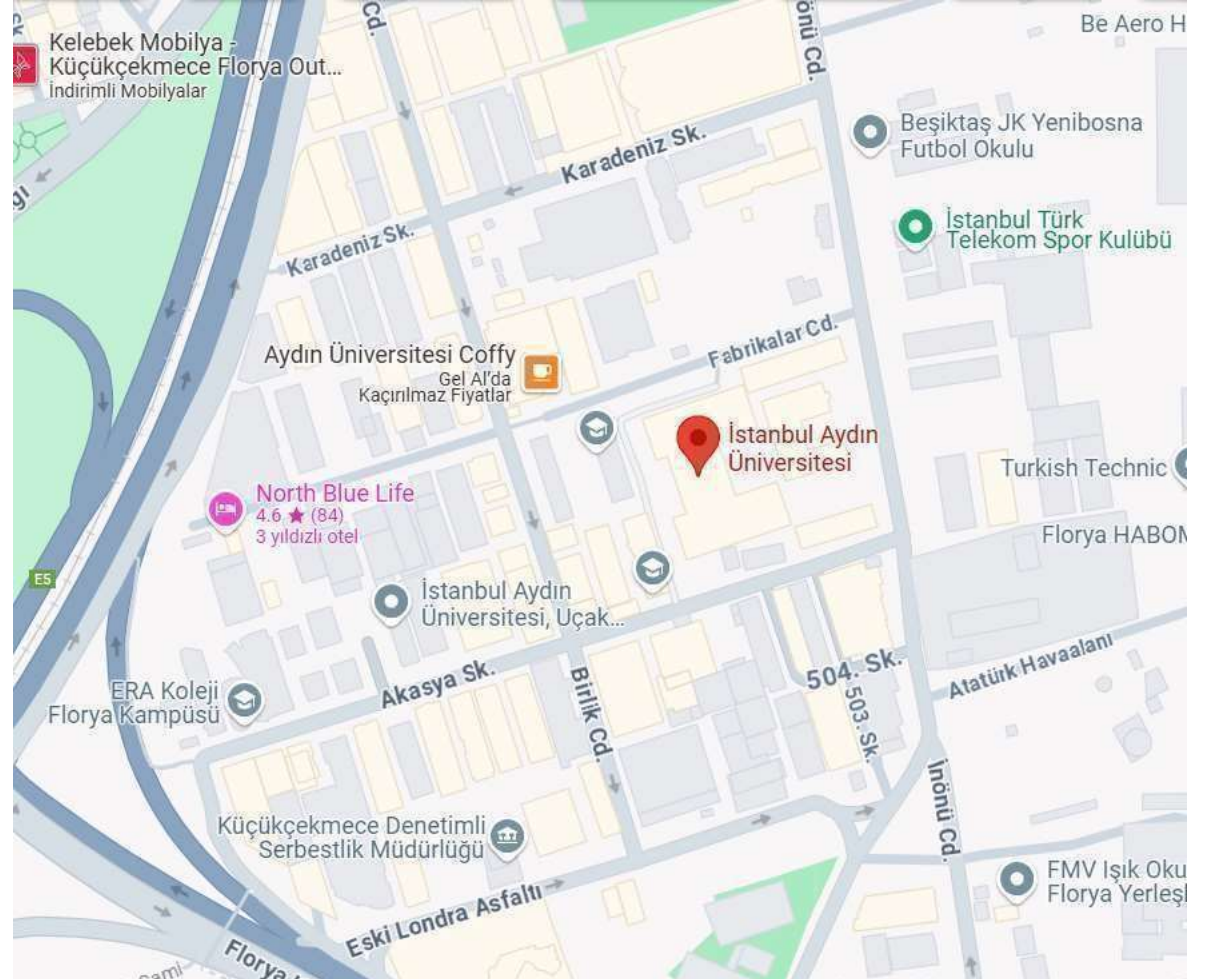 Cd.
İnönü Cd.
Be Aero H
Kelebek Mobilya -
Küçükçekmece Florya Out...
İndirimli Mobilyalar
Beşiktaş JK Yenibosna
Futbol Okulu
Karadeniz Sk.
İstanbul Türk
Telekom Spor Kulübü
Karadeniz Sk.
Fabrikalar Cd.
Aydın Üniversitesi Coffy
Gel Al'da
Kaçırılmaz Fiyatlar
İstanbul Aydın
Üniversitesi
Turkish Technic
North Blue Life
4.6 ★ (84)
3 yıldızlı otel
Florya HABOM
E5
İstanbul Aydın
Üniversitesi, Uçak...
Atatürk Havaalanı
504. Sk.
503. Sk.
Akasya Sk.
Birlik Cd.
ERA Koleji
Florya Kampüsü
İnönü Cd.
Küçükçekmece Denetimli
Serbestlik Müdürlüğü
FMV Işık Oku
Florya Yerleş
Eski Londra Asfaltı
Florya
Sami